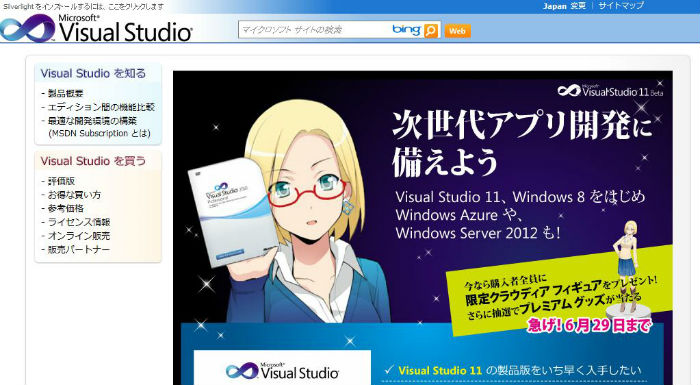 Silverlight をインストールするには、ここをクリックします
Japan 変更 | サイトマップ
Microsoft®
Visual Studio®
マイクロソフト サイトの検索
bing
Web
Visual Studio を知る
- 製品概要
- エディション間の機能比較
- 最適な開発環境の構築
(MSDN Subscription とは)
Visual Studio を買う
- 評価版
- お得な買い方
- 参考価格
- ライセンス情報
- オンライン販売
- 販売パートナー
Microsoft
Visual Studio 11 Beta
次世代アプリ開発に
備えよう
Visual Studio 11、Windows 8 をはじめ
Windows Azure や、
Windows Server 2012 も!
Visual Studio 2010
Professional
今なら購入者全員に
限定クラウディア フィギュアをプレゼント!
さらに抽選でプレミアム グッズが当たる
急げ! 6月29日まで
Microsoft®
Visual Studio®
✓ Visual Studio 11 の製品版をいち早く入手したい